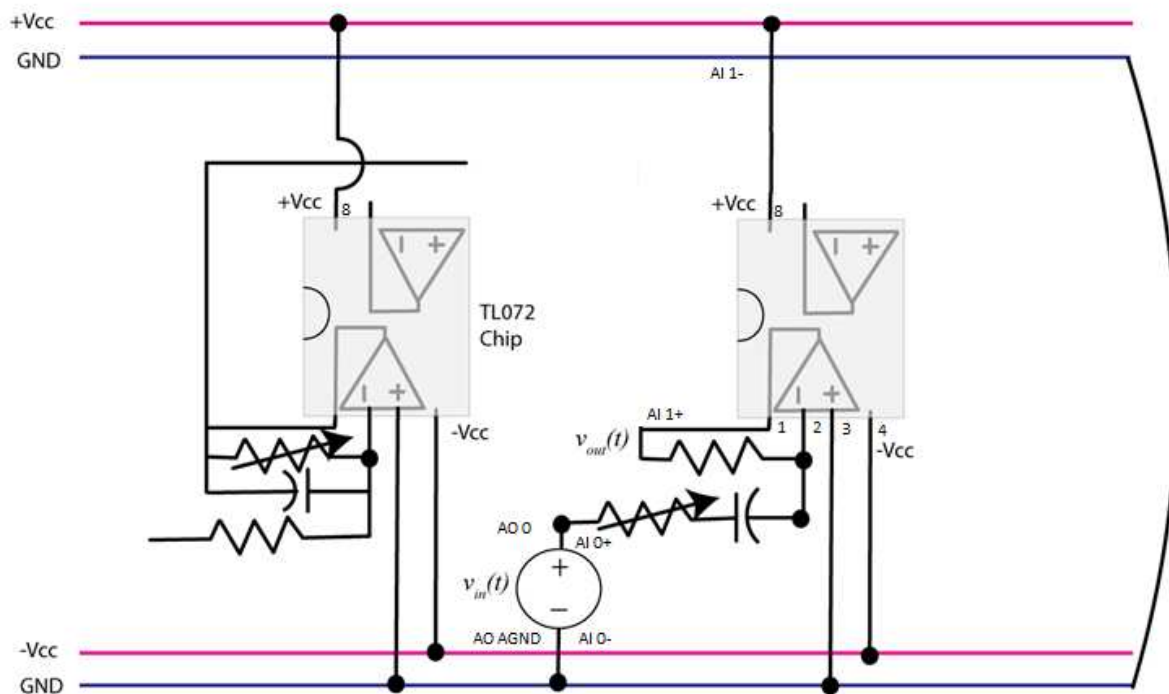 +Vcc
GND
AI 1-
+Vcc
8
+Vcc
8
TL072
Chip
-Vcc
AI 1+
1
2
3
4
v_out(t)
-Vcc
AO 0
AI 0+
+
v_in(t)
−
AO AGND
AI 0-
-Vcc
GND